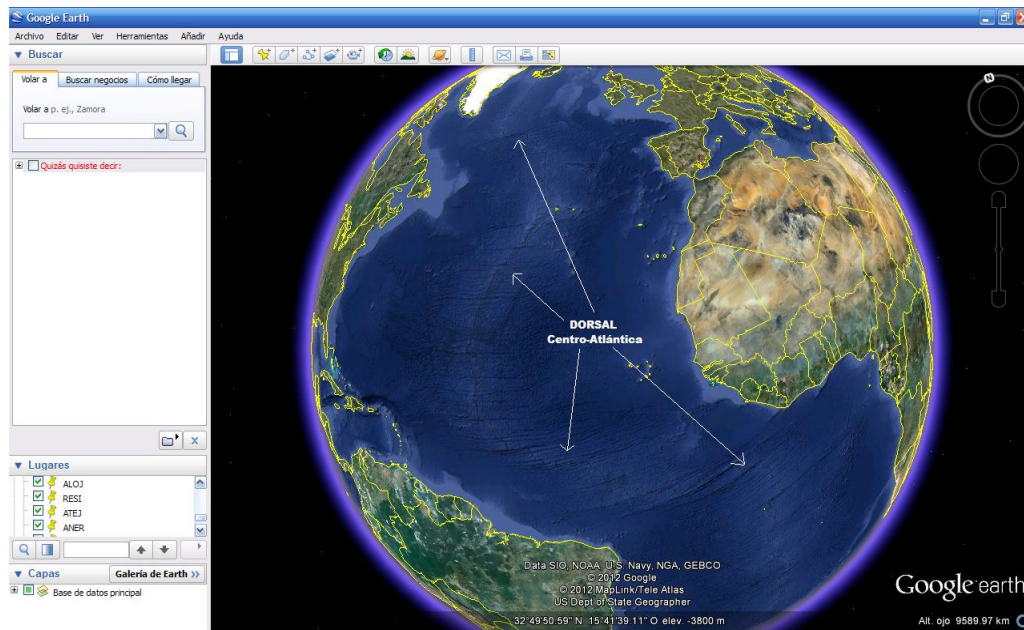 Google Earth
Archivo Editar Ver Herramientas Añadir Ayuda
Buscar
Volar a Buscar negocios Cómo llegar
Volar a p. ej., Zamora
Quizás quisiste decir:
N
DORSAL
Centro-Atlántica
Lugares
ALOJ
RESI
ATEJ
ANER
Capas Galería de Earth »
Base de datos principal
Data SIO, NOAA, U.S. Navy, NGA, GEBCO
© 2012 Google
© 2012 MapLink/Tele Atlas
US Dept of State Geographer
Google earth
32°49'50.59" N 15°41'39.11" O elev. -3800 m
Alt. ojo 9589.97 km